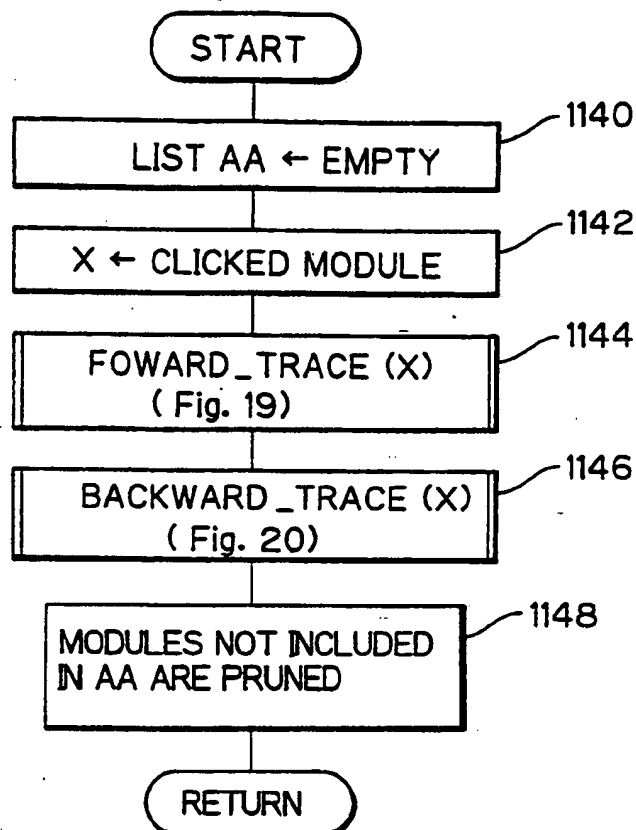 START
1140
LIST AA ← EMPTY
1142
X ← CLICKED MODULE
1144
FOWARD_TRACE (X)
(Fig. 19)
1146
BACKWARD_TRACE (X)
(Fig. 20)
1148
MODULES NOT INCLUDED
IN AA ARE PRUNED
RETURN